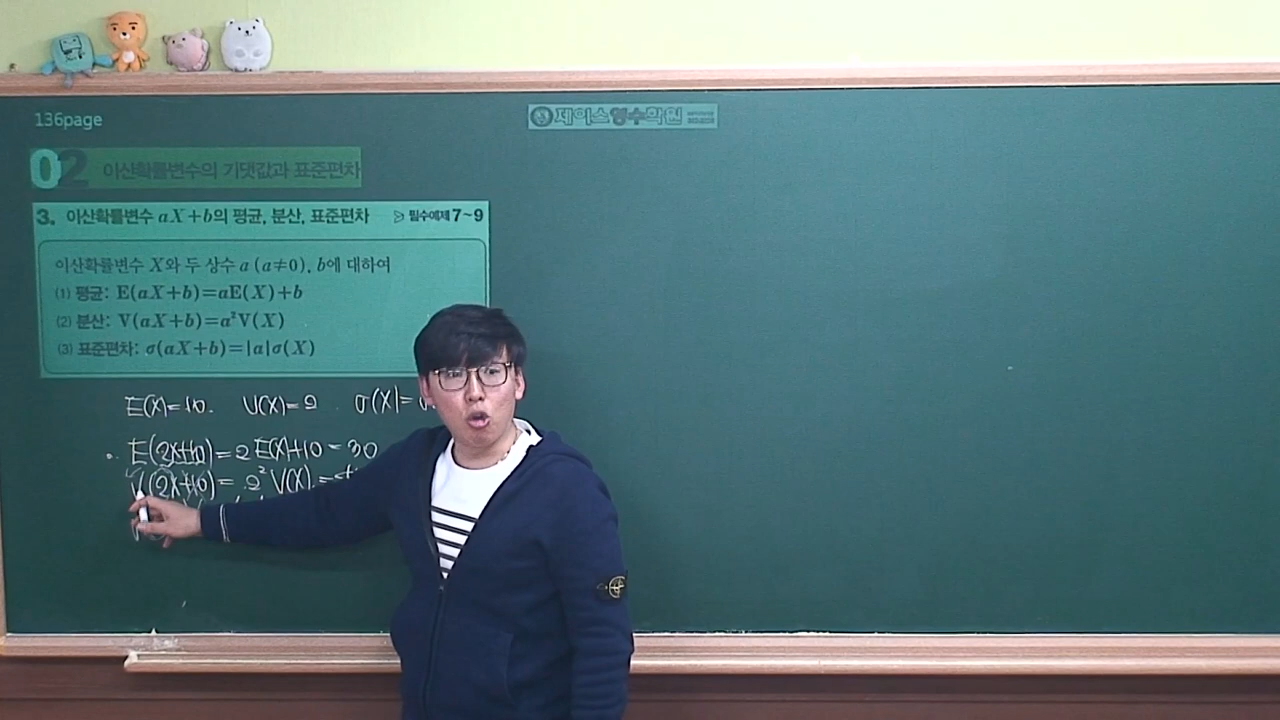 136page
제이스영수학원
02 이산확률변수의 기댓값과 표준편차
3. 이산확률변수 aX+b의 평균, 분산, 표준편차 필수예제 7~9
이산확률변수 X와 두 상수 a (a≠0), b에 대하여
(1) 평균: E(aX+b)=aE(X)+b
(2) 분산: V(aX+b)=a²V(X)
(3) 표준편차: σ(aX+b)=|a|σ(X)
E(X)=10. V(X)=2 σ(X)=
E(2X+10)=2E(X)+10=30
V(2X+10)=2²V(X).=